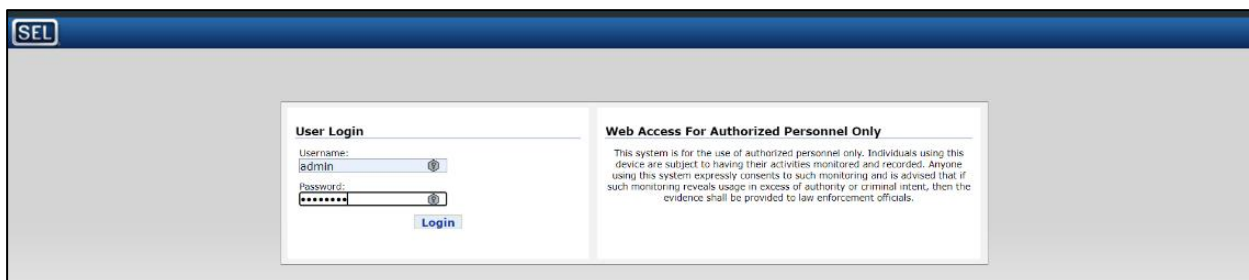 SEL
User Login
Username:
admin
Password:
••••••••
Login
Web Access For Authorized Personnel Only
This system is for the use of authorized personnel only. Individuals using this
device are subject to having their activities monitored and recorded. Anyone
using this system expressly consents to such monitoring and is advised that if
such monitoring reveals usage in excess of authority or criminal intent, then the
evidence shall be provided to law enforcement officials.